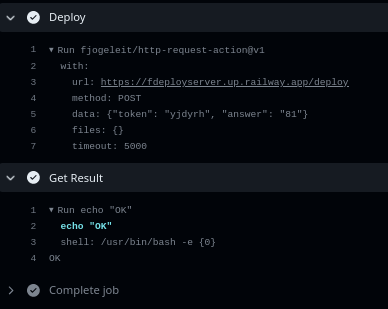 Deploy
1 ▼ Run fjogeleit/http-request-action@v1
2 with:
3 url: https://fdeployserver.up.railway.app/deploy
4 method: POST
5 data: {"token": "yjdyrh", "answer": "81"}
6 files: {}
7 timeout: 5000
Get Result
1 ▼ Run echo "OK"
2 echo "OK"
3 shell: /usr/bin/bash -e {0}
4 OK
Complete job